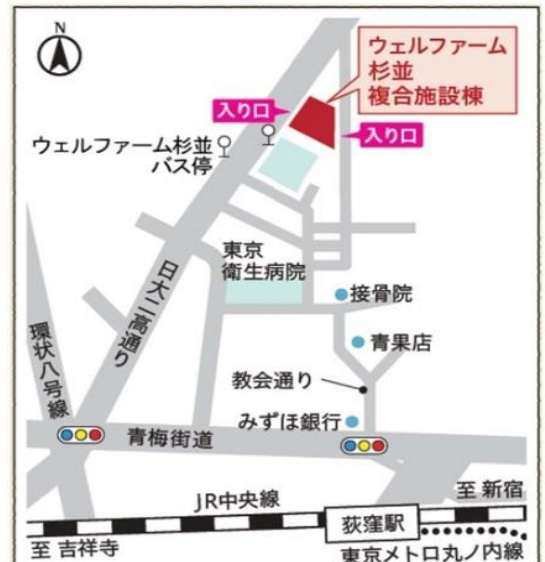 N
ウェルファーム
杉並
複合施設棟
入り口
入り口
ウェルファーム杉並
バス停
東京
衛生病院
接骨院
日大二高通り
青果店
環状八号線
教会通り
みずほ銀行
青梅街道
JR中央線
至 新宿
荻窪駅
至 吉祥寺
東京メトロ丸ノ内線